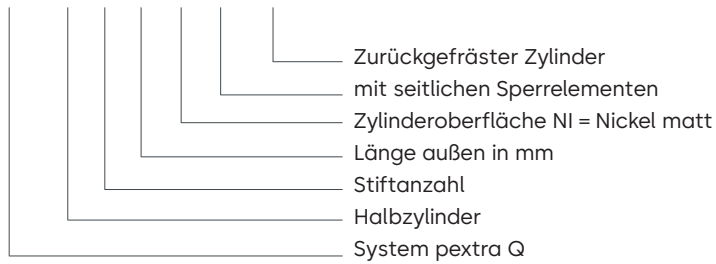 Zurückgefräster Zylinder
mit seitlichen Sperrelementen
Zylinderoberfläche NI = Nickel matt
Länge außen in mm
Stiftanzahl
Halbzylinder
System pextra Q